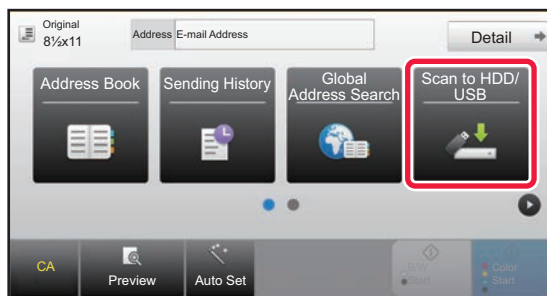 Original
8½x11
Address E-mail Address
Detail
Address Book
Sending History
Global
Address Search
Scan to HDD/
USB
CA
Preview
Auto Set
B/W
Start
Color
Start